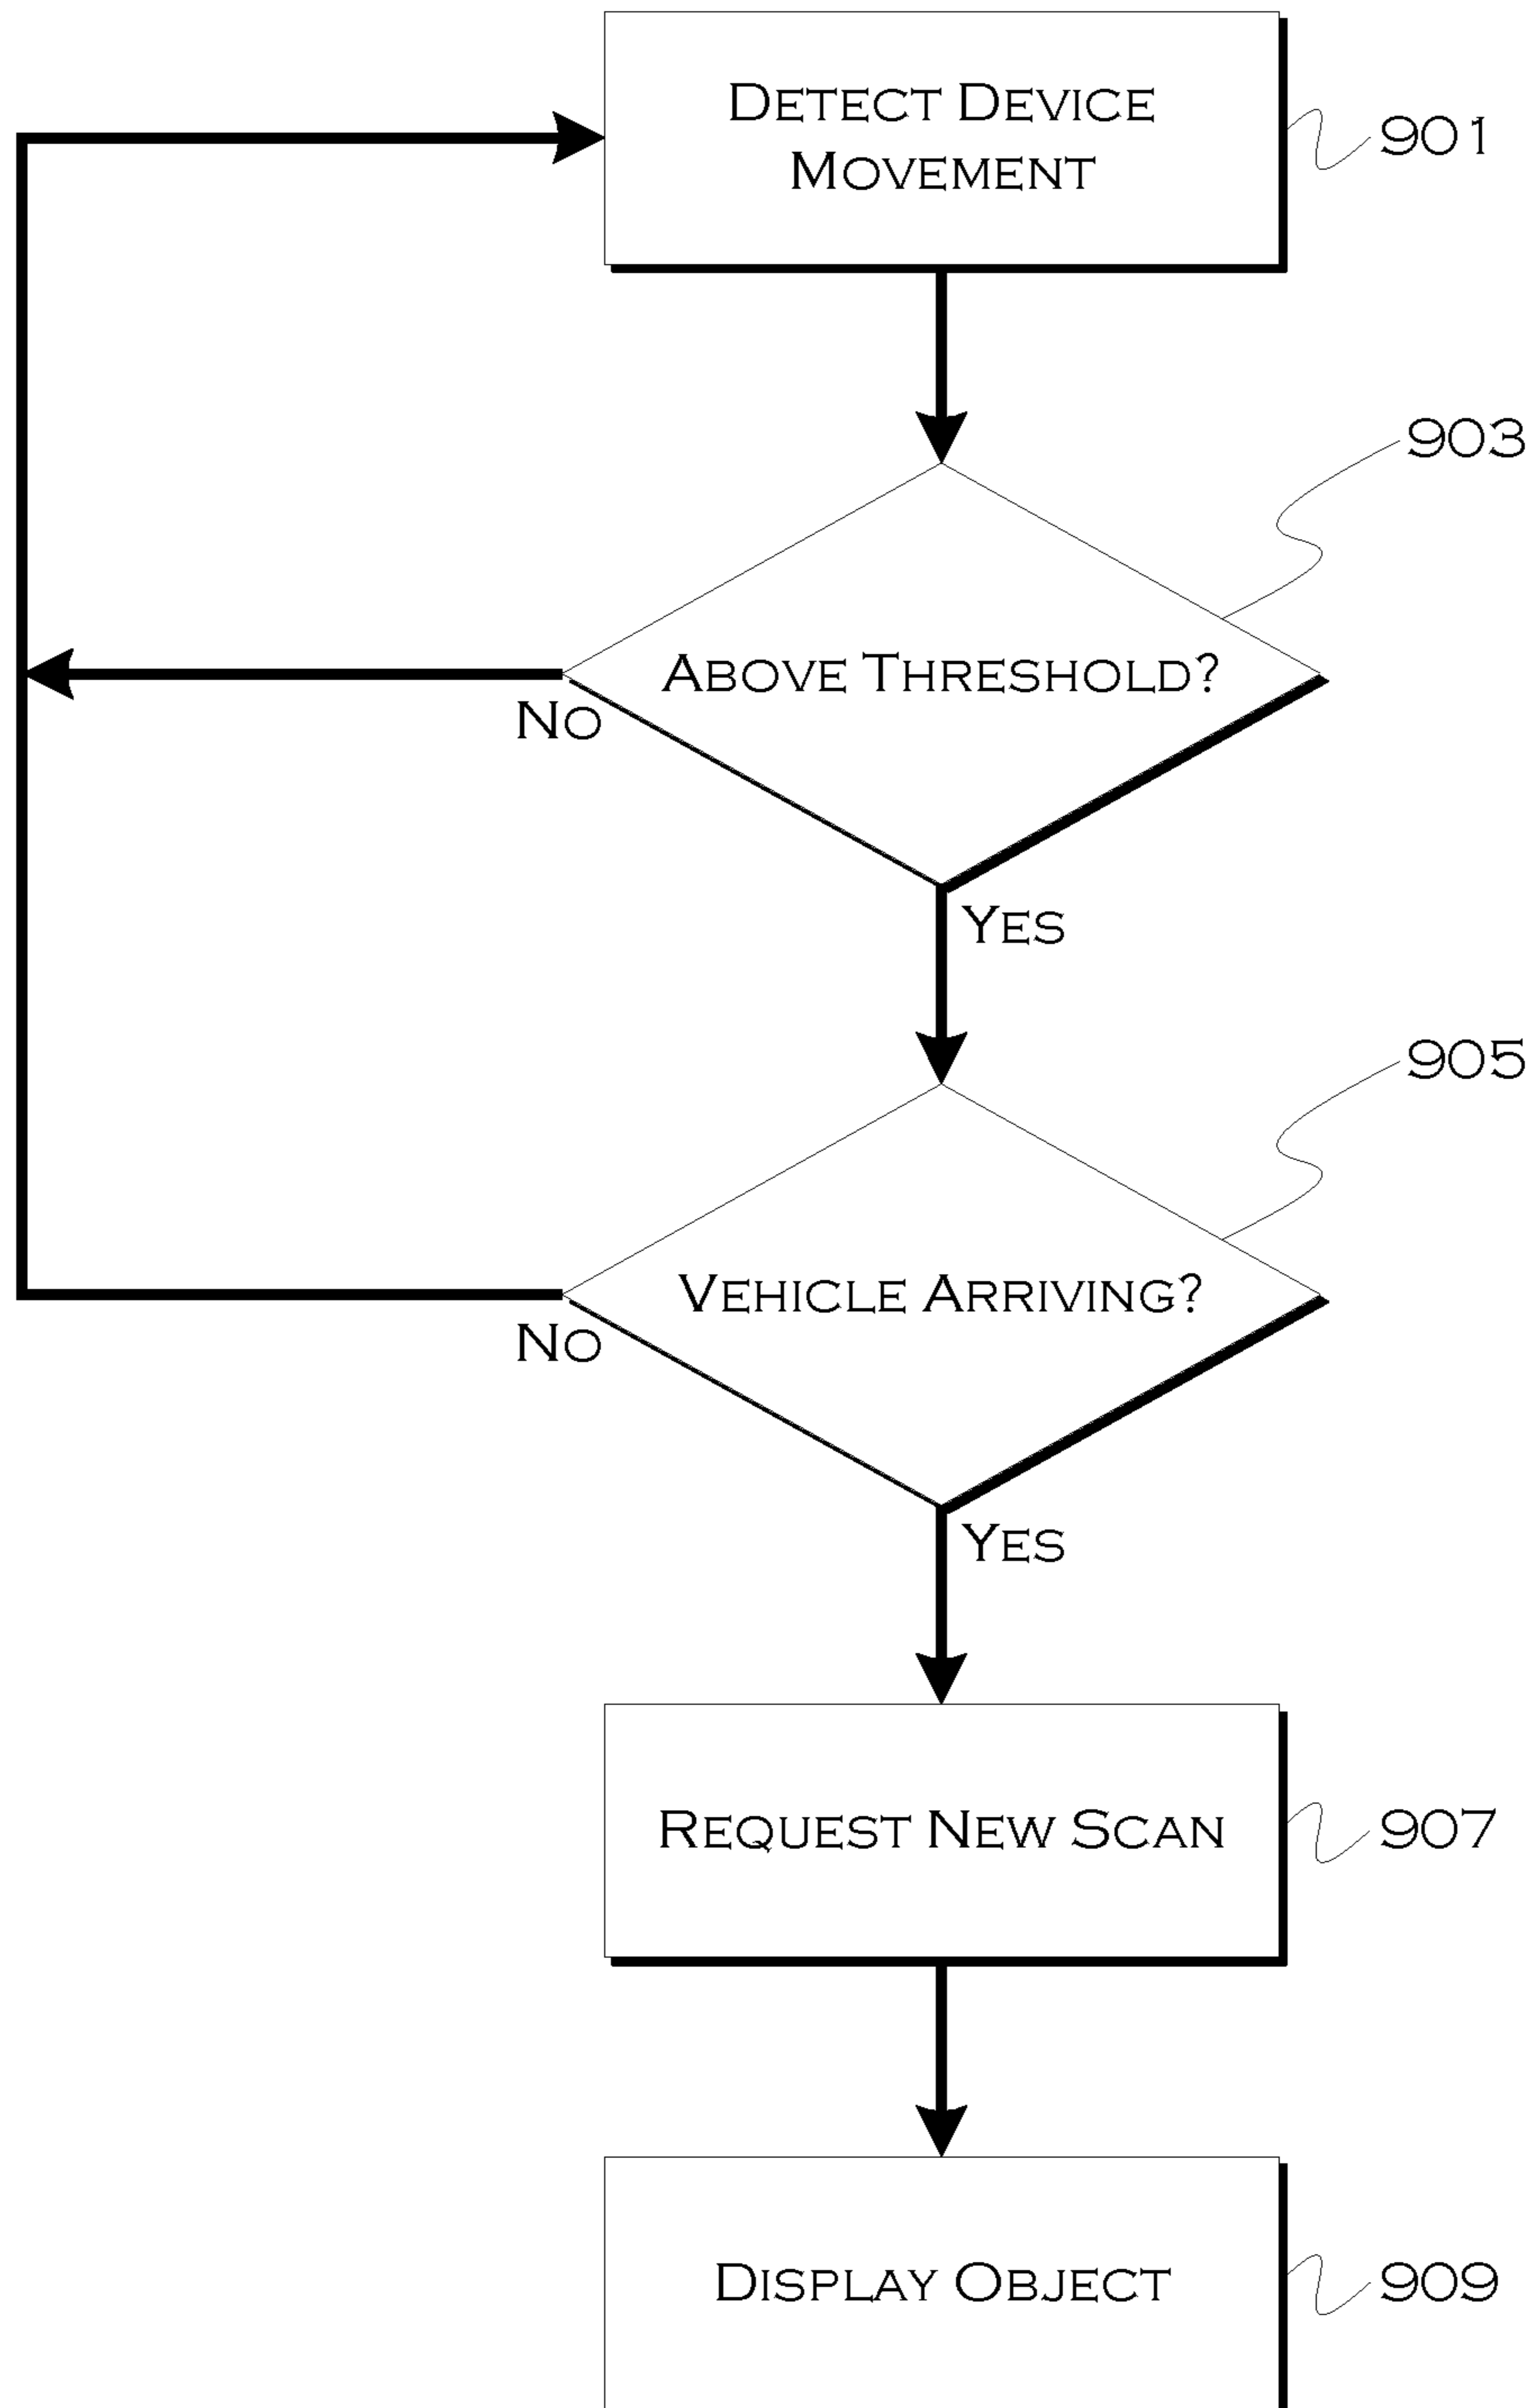 Detect Device
Movement
901
903
Above Threshold?
No
Yes
905
Vehicle Arriving?
No
Yes
Request New Scan
907
Display Object
909